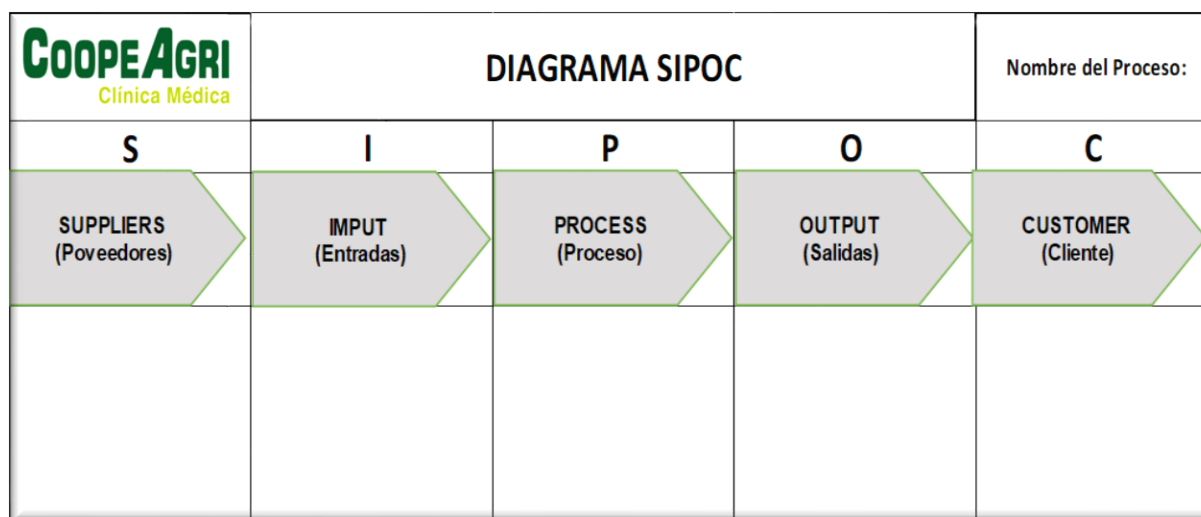 COOPEAGRI
Clínica Médica
DIAGRAMA SIPOC
Nombre del Proceso:
S
I
P
O
C
SUPPLIERS
(Poveedores)
IMPUT
(Entradas)
PROCESS
(Proceso)
OUTPUT
(Salidas)
CUSTOMER
(Cliente)